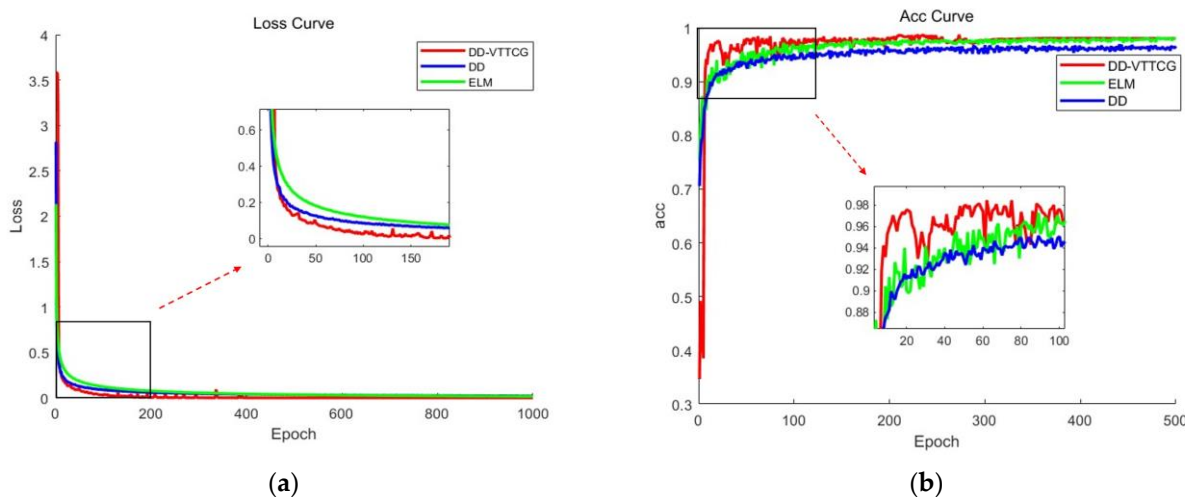 Loss Curve
4
3.5
3
2.5
2
1.5
1
0.5
0
Loss
DD-VTTCG
DD
ELM
0.6
0.4
0.2
0
0 50 100 150
0 200 400 600 800 1000
Epoch
(a)
Acc Curve
1
0.9
0.8
0.7
0.6
0.5
0.4
0.3
acc
DD-VTTCG
ELM
DD
0.98
0.96
0.94
0.92
0.9
0.88
20 40 60 80 100
0 100 200 300 400 500
Epoch
(b)